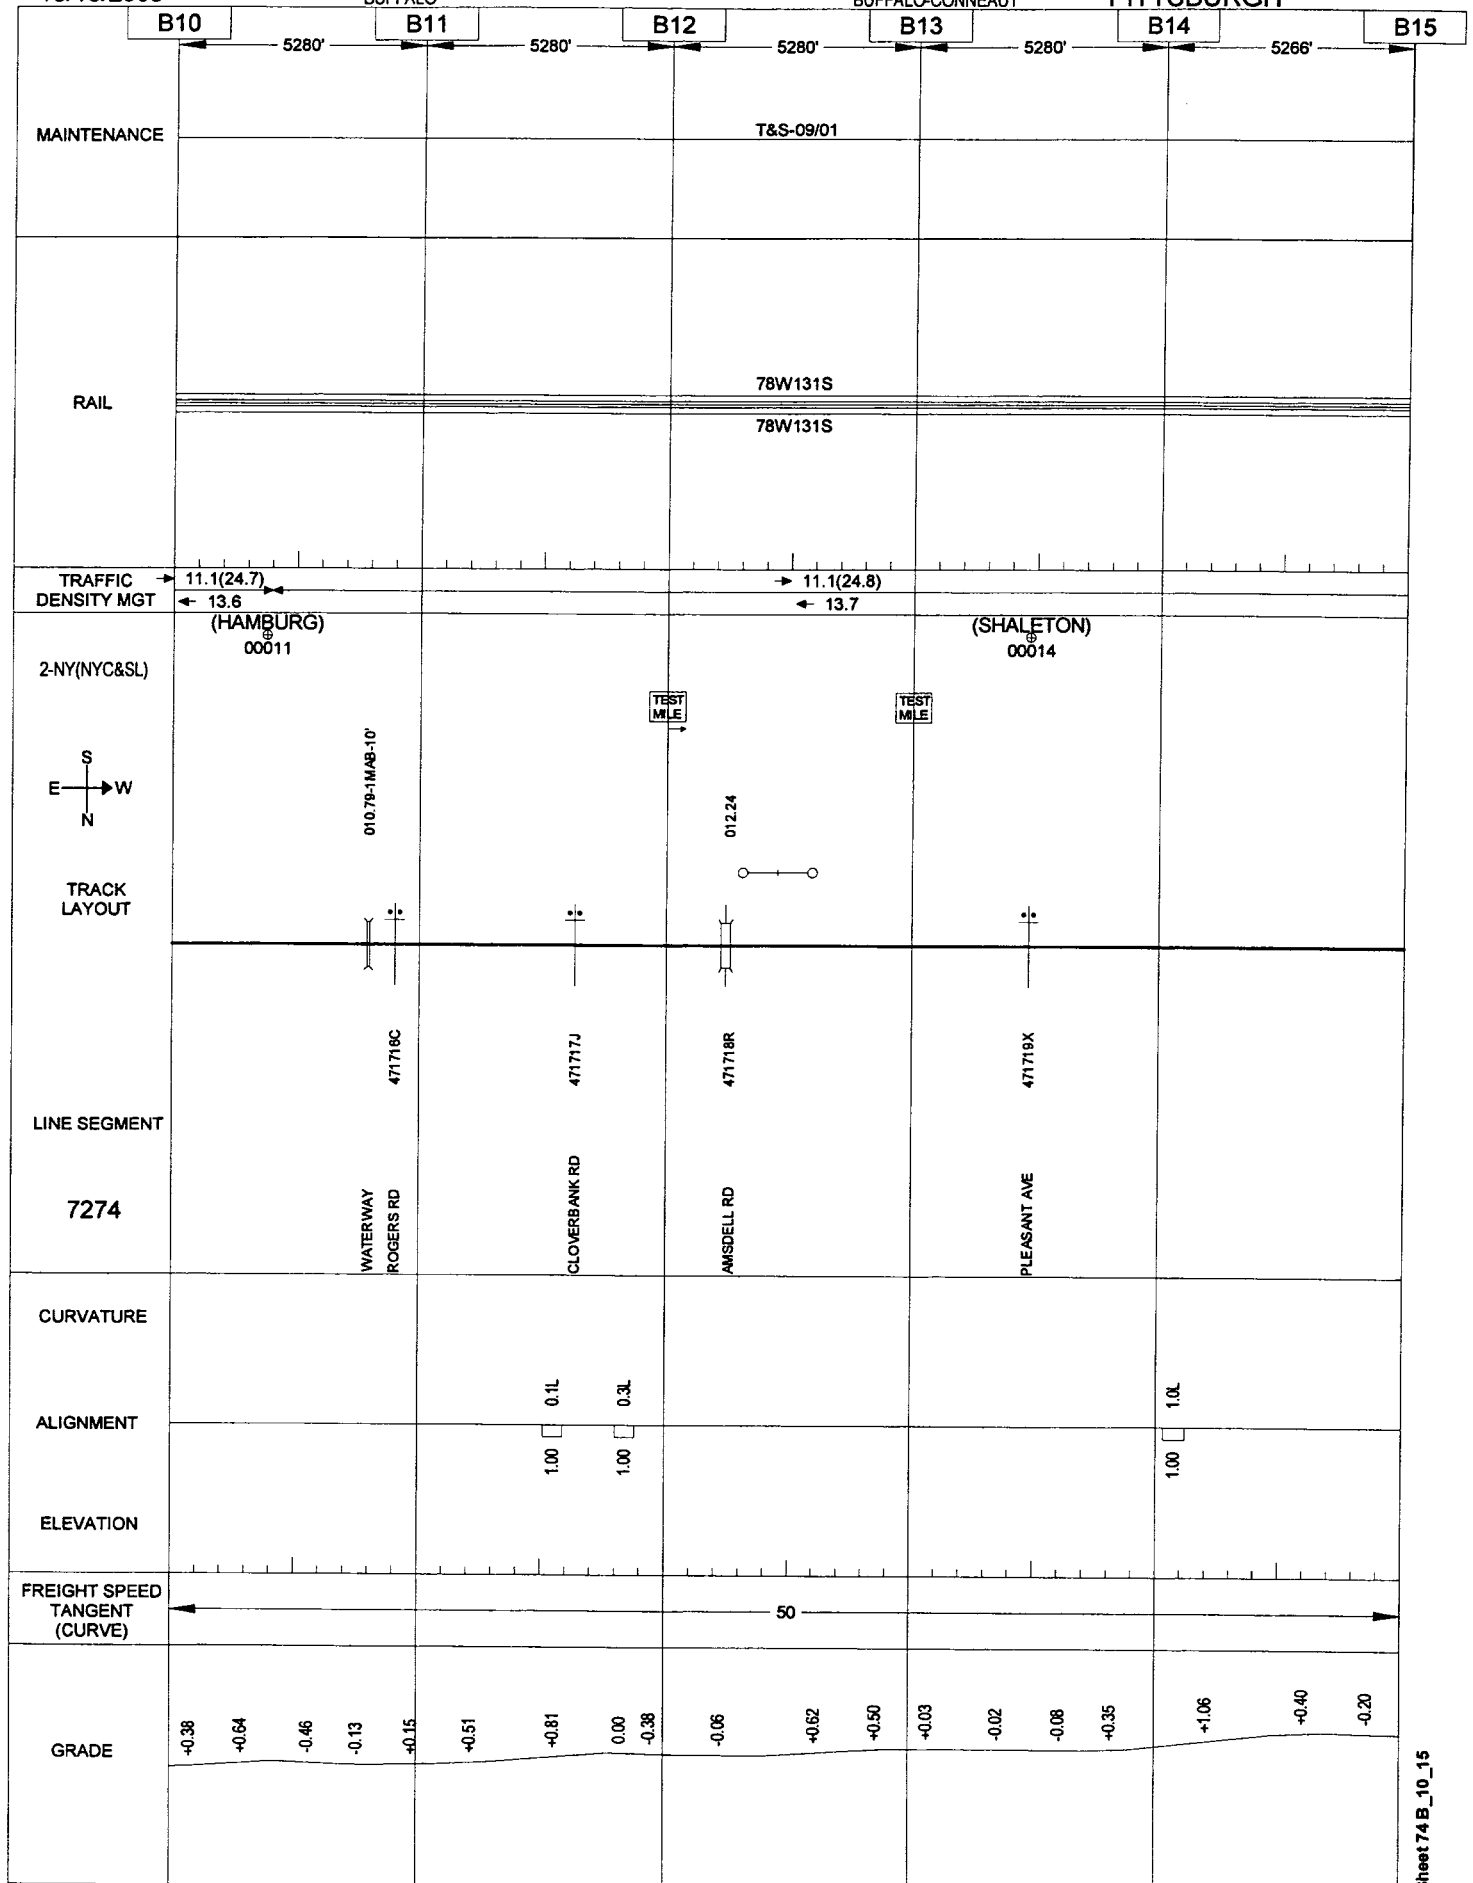 BUFFALO
BUFFALO-CONNEAUT
PITTSBURGH
B10 B11 B12 B13 B14 B15
5280' 5280' 5280' 5280' 5266'
MAINTENANCE
T&S-09/01
RAIL
78W131S
78W131S
TRAFFIC
DENSITY MGT
11.1(24.7) 11.1(24.8)
13.6 13.7
(HAMBURG)
00011
(SHALETON)
00014
2-NY(NYC&SL)
TEST
MILE
TEST
MILE
S
E W
N
010.79-1MAB-10'
012.24
TRACK
LAYOUT
471716C
471717J
471718R
471719X
LINE SEGMENT
7274
WATERWAY
ROGERS RD
CLOVERBANK RD
AMSDELL RD
PLEASANT AVE
CURVATURE
0.1L 0.3L 1.0L
ALIGNMENT
1.00 1.00 1.00
ELEVATION
FREIGHT SPEED
TANGENT
(CURVE)
50
GRADE
+0.38 +0.64 -0.46 -0.13 +0.15 +0.51 +0.81 0.00 -0.38 -0.06 +0.62 +0.50 +0.03 -0.02 -0.08 +0.35 +1.06 +0.40 -0.20
Sheet 74 B_10_15